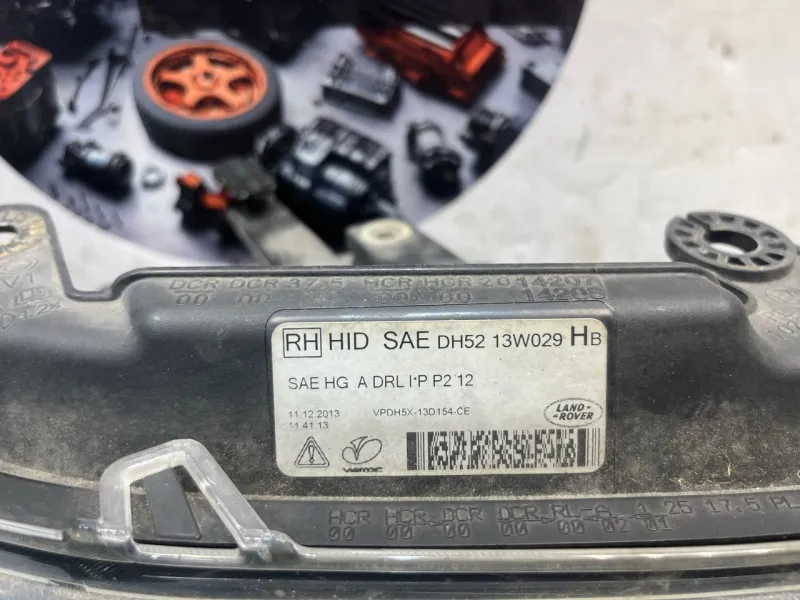 DCR DCR 37/5 HCR HCR 20 14207
00 00 00 00 14208
RH HID SAE DH52 13W029 HB
SAE HG A DRL I·P P2 12
11.12.2013 VPDH5X-13D154-CE
11 41 13
LAND-ROVER
HCR HCR DCR DCR RL-A 1 25 17.5 PL
00 00 00 00 00 02 01